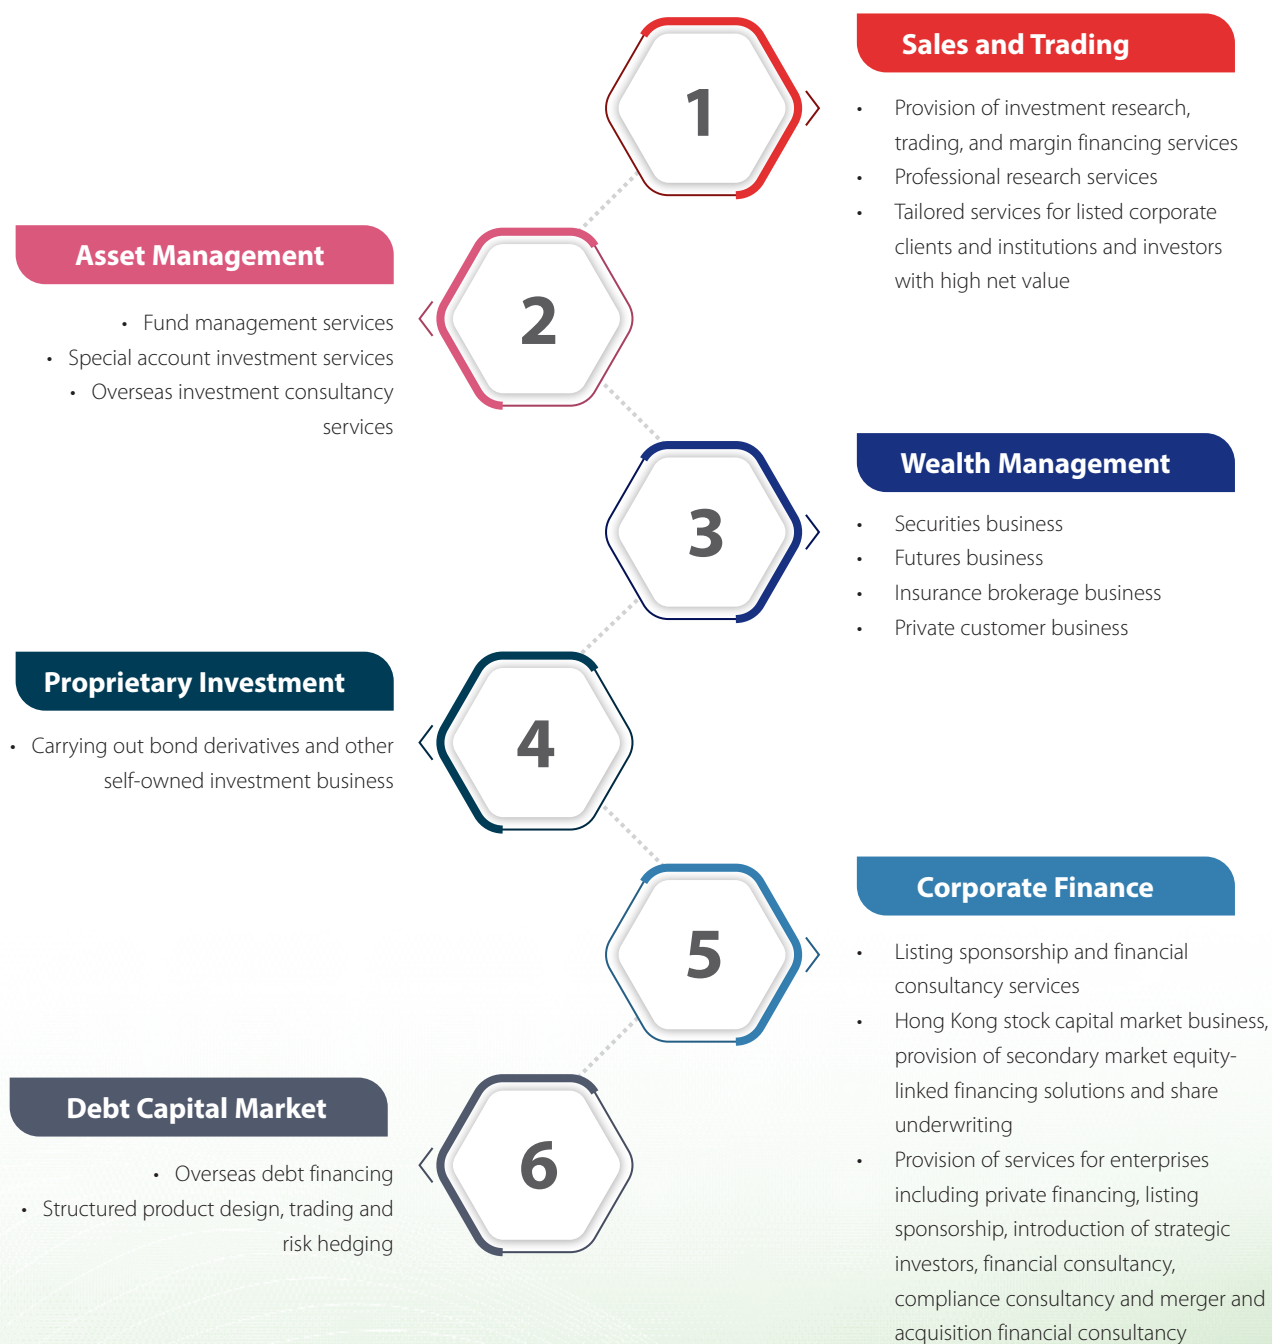 1
Sales and Trading
• Provision of investment research,
trading, and margin financing services
• Professional research services
• Tailored services for listed corporate
clients and institutions and investors
with high net value
2
Asset Management
• Fund management services
• Special account investment services
• Overseas investment consultancy
services
3
Wealth Management
• Securities business
• Futures business
• Insurance brokerage business
• Private customer business
4
Proprietary Investment
• Carrying out bond derivatives and other
self-owned investment business
5
Corporate Finance
• Listing sponsorship and financial
consultancy services
• Hong Kong stock capital market business,
provision of secondary market equity-
linked financing solutions and share
underwriting
• Provision of services for enterprises
including private financing, listing
sponsorship, introduction of strategic
investors, financial consultancy,
compliance consultancy and merger and
acquisition financial consultancy
6
Debt Capital Market
• Overseas debt financing
• Structured product design, trading and
risk hedging